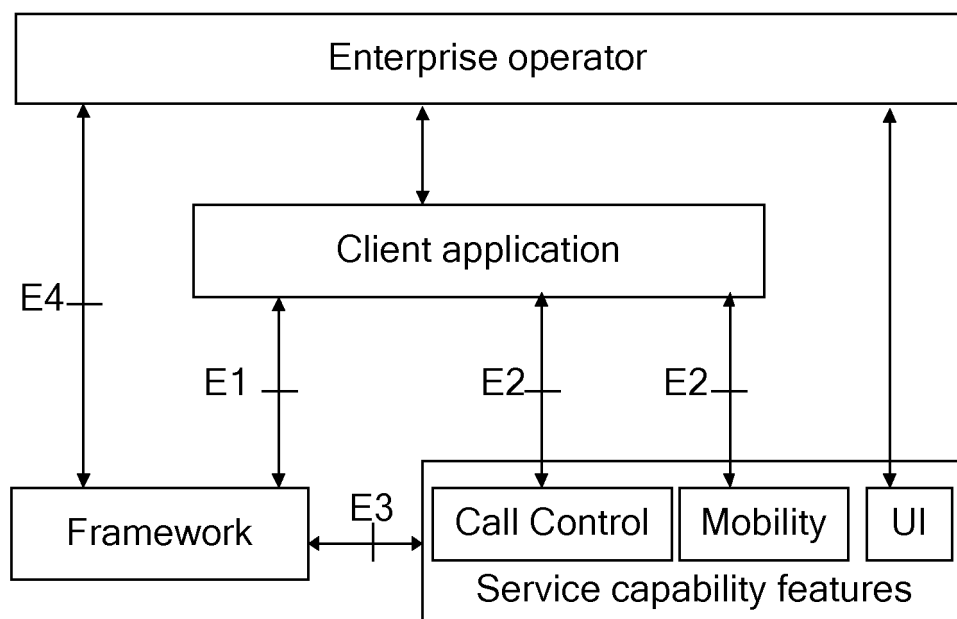 Enterprise operator
Client application
E4
E1
E2
E2
E3
Framework
Call Control
Mobility
UI
Service capability features